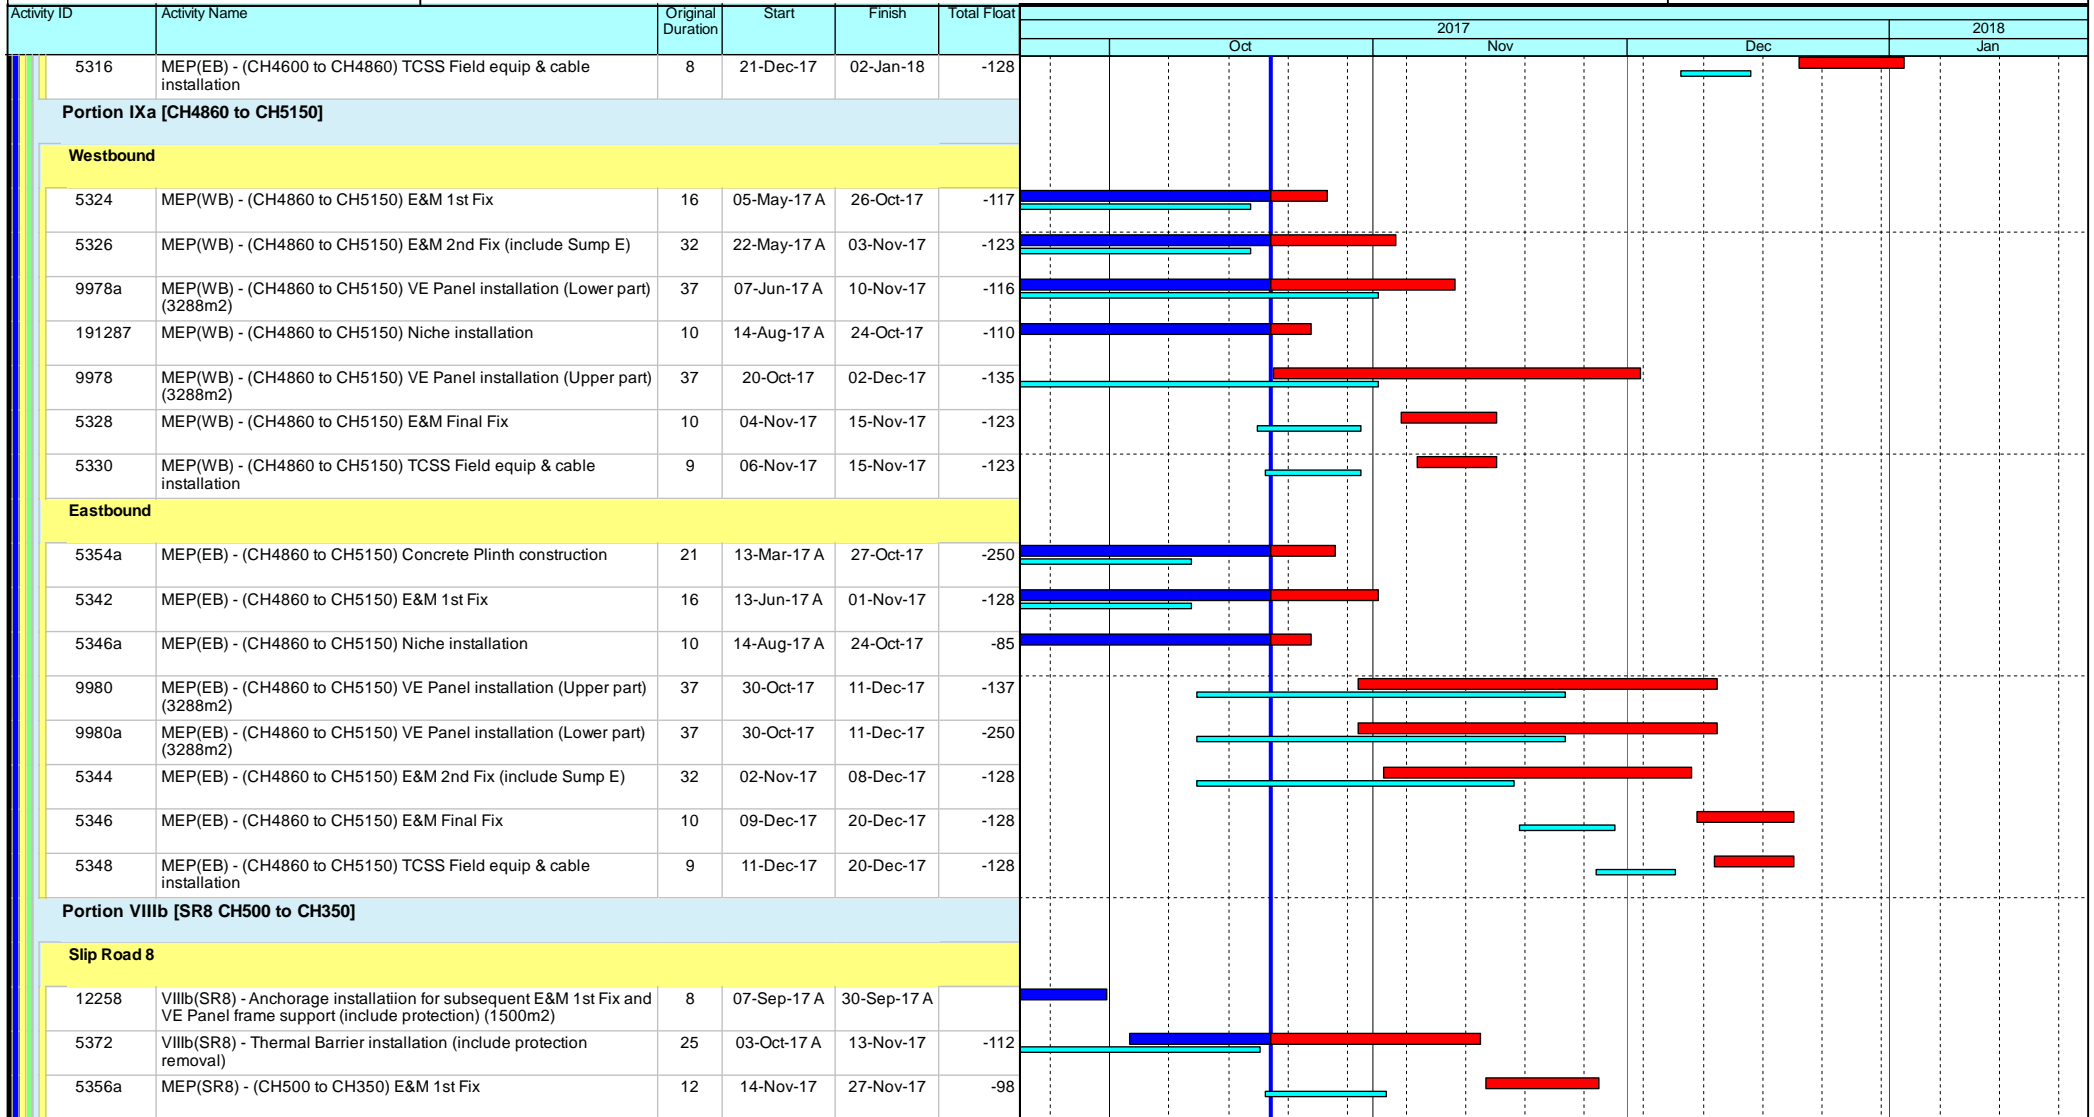 Activity ID Activity Name Original Duration Start Finish Total Float
2017 2018
Oct Nov Dec Jan
5316 MEP(EB) - (CH4600 to CH4860) TCSS Field equip & cable 8 21-Dec-17 02-Jan-18 -128
installation
Portion IXa [CH4860 to CH5150]
Westbound
5324 MEP(WB) - (CH4860 to CH5150) E&M 1st Fix 16 05-May-17 A 26-Oct-17 -117
5326 MEP(WB) - (CH4860 to CH5150) E&M 2nd Fix (include Sump E) 32 22-May-17 A 03-Nov-17 -123
9978a MEP(WB) - (CH4860 to CH5150) VE Panel installation (Lower part) 37 07-Jun-17 A 10-Nov-17 -116
(3288m2)
191287 MEP(WB) - (CH4860 to CH5150) Niche installation 10 14-Aug-17 A 24-Oct-17 -110
9978 MEP(WB) - (CH4860 to CH5150) VE Panel installation (Upper part) 37 20-Oct-17 02-Dec-17 -135
(3288m2)
5328 MEP(WB) - (CH4860 to CH5150) E&M Final Fix 10 04-Nov-17 15-Nov-17 -123
5330 MEP(WB) - (CH4860 to CH5150) TCSS Field equip & cable 9 06-Nov-17 15-Nov-17 -123
installation
Eastbound
5354a MEP(EB) - (CH4860 to CH5150) Concrete Plinth construction 21 13-Mar-17 A 27-Oct-17 -250
5342 MEP(EB) - (CH4860 to CH5150) E&M 1st Fix 16 13-Jun-17 A 01-Nov-17 -128
5346a MEP(EB) - (CH4860 to CH5150) Niche installation 10 14-Aug-17 A 24-Oct-17 -85
9980 MEP(EB) - (CH4860 to CH5150) VE Panel installation (Upper part) 37 30-Oct-17 11-Dec-17 -137
(3288m2)
9980a MEP(EB) - (CH4860 to CH5150) VE Panel installation (Lower part) 37 30-Oct-17 11-Dec-17 -250
(3288m2)
5344 MEP(EB) - (CH4860 to CH5150) E&M 2nd Fix (include Sump E) 32 02-Nov-17 08-Dec-17 -128
5346 MEP(EB) - (CH4860 to CH5150) E&M Final Fix 10 09-Dec-17 20-Dec-17 -128
5348 MEP(EB) - (CH4860 to CH5150) TCSS Field equip & cable 9 11-Dec-17 20-Dec-17 -128
installation
Portion VIIIb [SR8 CH500 to CH350]
Slip Road 8
12258 VIIIb(SR8) - Anchorage installatiion for subsequent E&M 1st Fix and 8 07-Sep-17 A 30-Sep-17 A
VE Panel frame support (include protection) (1500m2)
5372 VIIIb(SR8) - Thermal Barrier installation (include protection 25 03-Oct-17 A 13-Nov-17 -112
removal)
5356a MEP(SR8) - (CH500 to CH350) E&M 1st Fix 12 14-Nov-17 27-Nov-17 -98